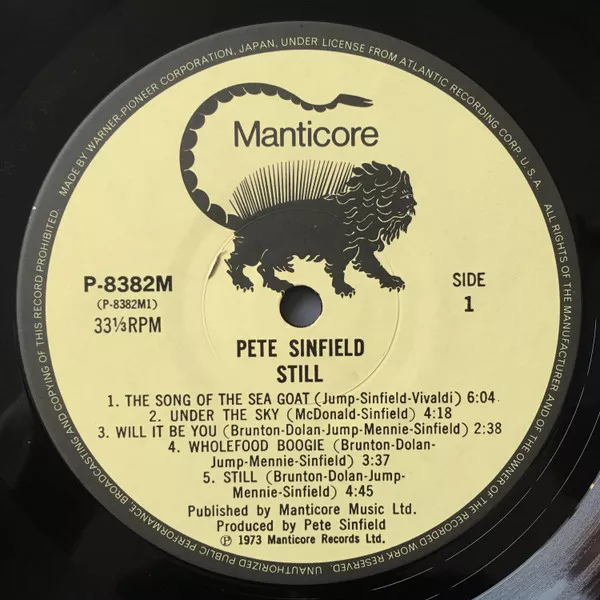 MADE BY WARNER-PIONEER CORPORATION, JAPAN, UNDER LICENSE FROM ATLANTIC RECORDING CORP. U.S.A.
ALL RIGHTS OF THE MANUFACTURER AND OF THE OWNER OF THE RECORDED WORK RESERVED.
UNAUTHORIZED PUBLIC PERFORMANCE, BROADCASTING AND COPYING OF THIS RECORD PROHIBITED.
Manticore
P-8382M
(P-8382M1)
33⅓RPM
SIDE
1
PETE SINFIELD
STILL
1. THE SONG OF THE SEA GOAT (Jump-Sinfield-Vivaldi) 6:04
2. UNDER THE SKY (McDonald-Sinfield) 4:18
3. WILL IT BE YOU (Brunton-Dolan-Jump-Mennie-Sinfield) 2:38
4. WHOLEFOOD BOOGIE (Brunton-Dolan-
Jump-Mennie-Sinfield) 3:37
5. STILL (Brunton-Dolan-Jump-
Mennie-Sinfield) 4:45
Published by Manticore Music Ltd.
Produced by Pete Sinfield
℗ 1973 Manticore Records Ltd.